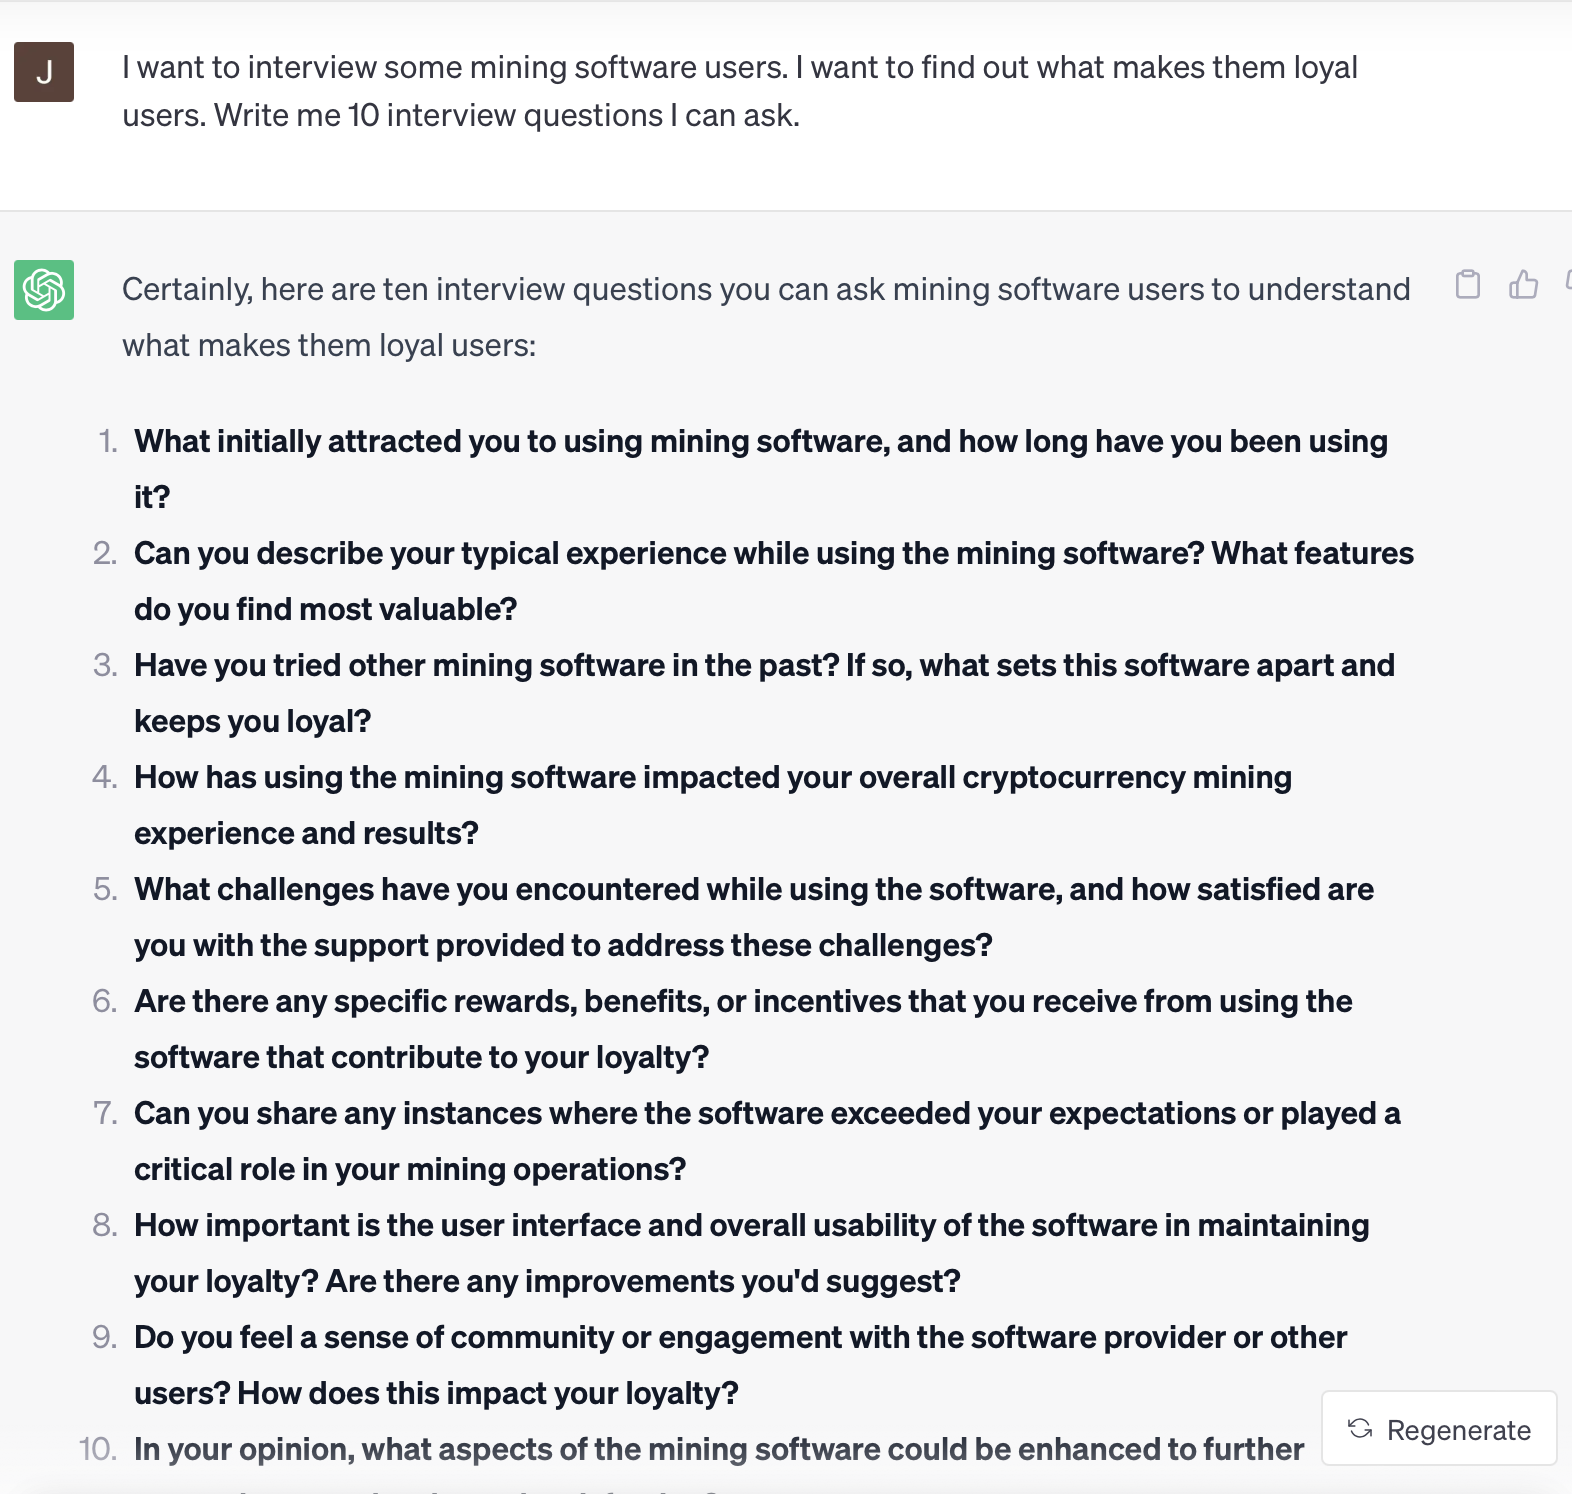 J
I want to interview some mining software users. I want to find out what makes them loyal
users. Write me 10 interview questions I can ask.
Certainly, here are ten interview questions you can ask mining software users to understand
what makes them loyal users:
1. What initially attracted you to using mining software, and how long have you been using
it?
2. Can you describe your typical experience while using the mining software? What features
do you find most valuable?
3. Have you tried other mining software in the past? If so, what sets this software apart and
keeps you loyal?
4. How has using the mining software impacted your overall cryptocurrency mining
experience and results?
5. What challenges have you encountered while using the software, and how satisfied are
you with the support provided to address these challenges?
6. Are there any specific rewards, benefits, or incentives that you receive from using the
software that contribute to your loyalty?
7. Can you share any instances where the software exceeded your expectations or played a
critical role in your mining operations?
8. How important is the user interface and overall usability of the software in maintaining
your loyalty? Are there any improvements you'd suggest?
9. Do you feel a sense of community or engagement with the software provider or other
users? How does this impact your loyalty?
10. In your opinion, what aspects of the mining software could be enhanced to further
Regenerate